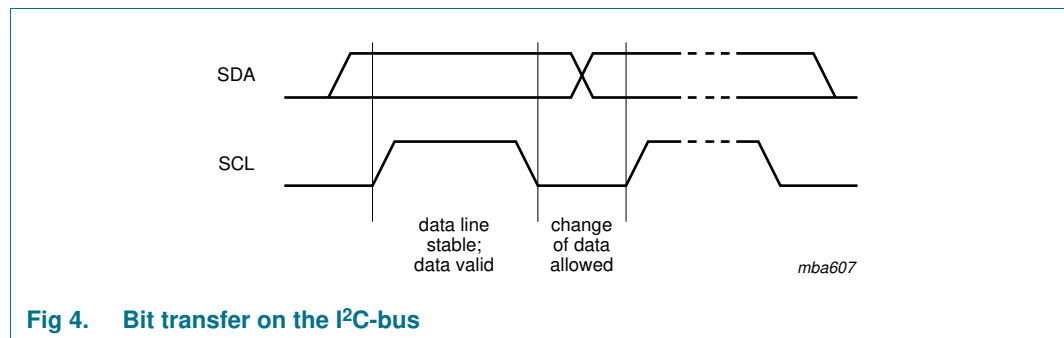 SDA
SCL
data line
stable;
data valid
change
of data
allowed
mba607
Fig 4. Bit transfer on the I²C-bus